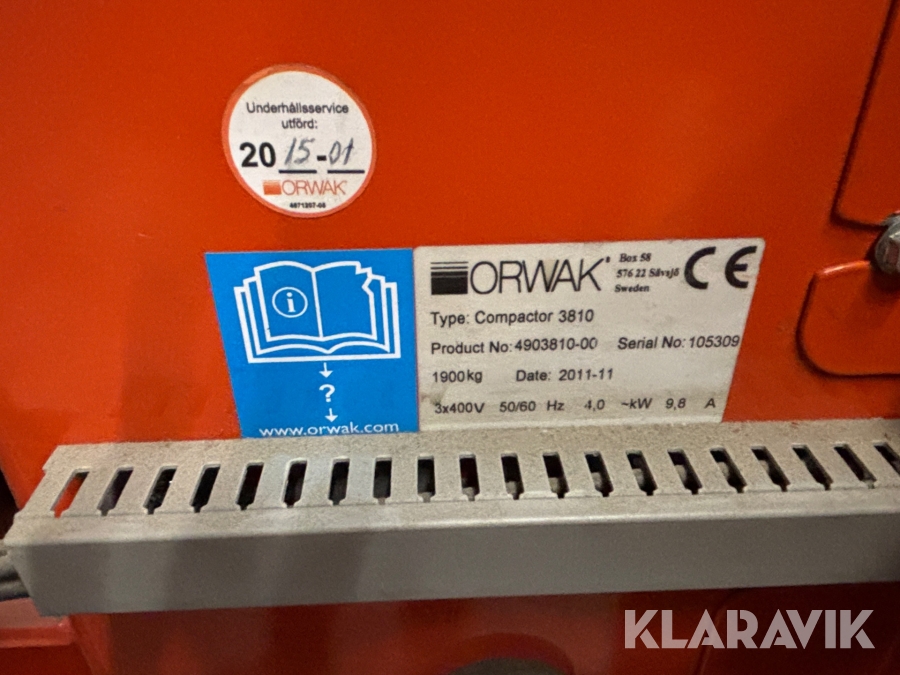 Underhållsservice
utförd:
20 15-01
ORWAK
4871207-66
i
?
www.orwak.com
ORWAK®
Box 58
576 22 Sävsjö
Sweden
CE
Type: Compactor 3810
Product No: 4903810-00 Serial No: 105309
1900kg Date: 2011-11
3x400V 50/60 Hz 4,0 ~kW 9,8 A
KLARAVIK